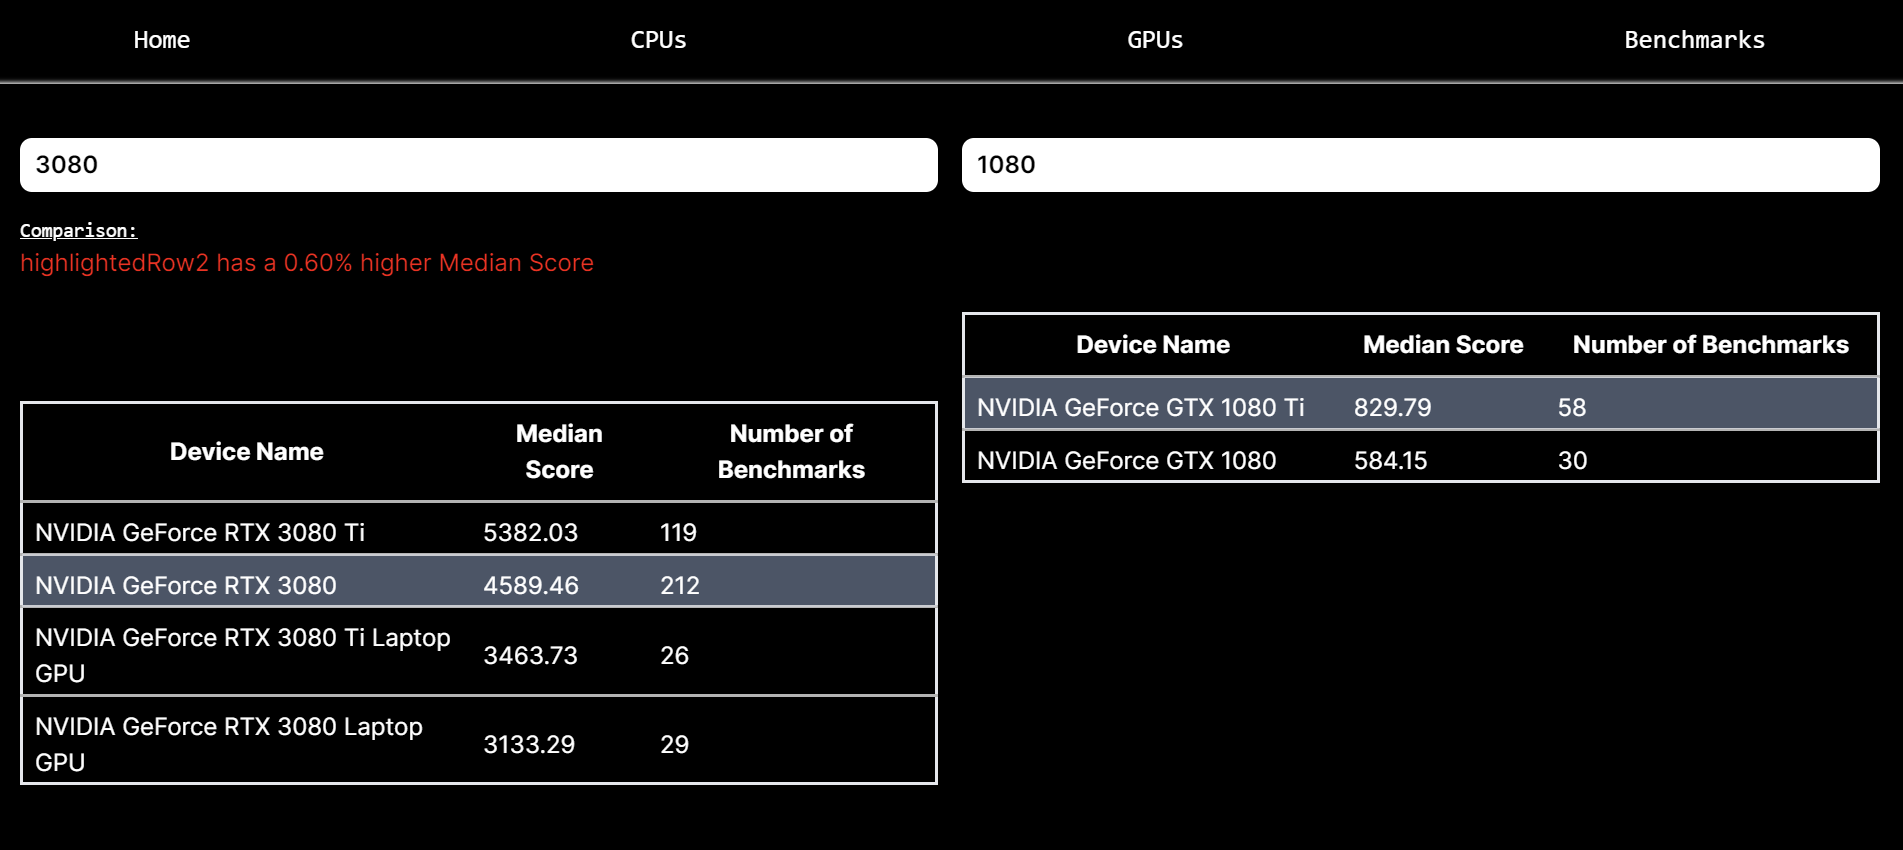 Home CPUs GPUs Benchmarks
3080
1080
Comparison:
highlightedRow2 has a 0.60% higher Median Score
Device Name Median Score Number of Benchmarks
NVIDIA GeForce RTX 3080 Ti 5382.03 119
NVIDIA GeForce RTX 3080 4589.46 212
NVIDIA GeForce RTX 3080 Ti Laptop
GPU 3463.73 26
NVIDIA GeForce RTX 3080 Laptop
GPU 3133.29 29
Device Name Median Score Number of Benchmarks
NVIDIA GeForce GTX 1080 Ti 829.79 58
NVIDIA GeForce GTX 1080 584.15 30